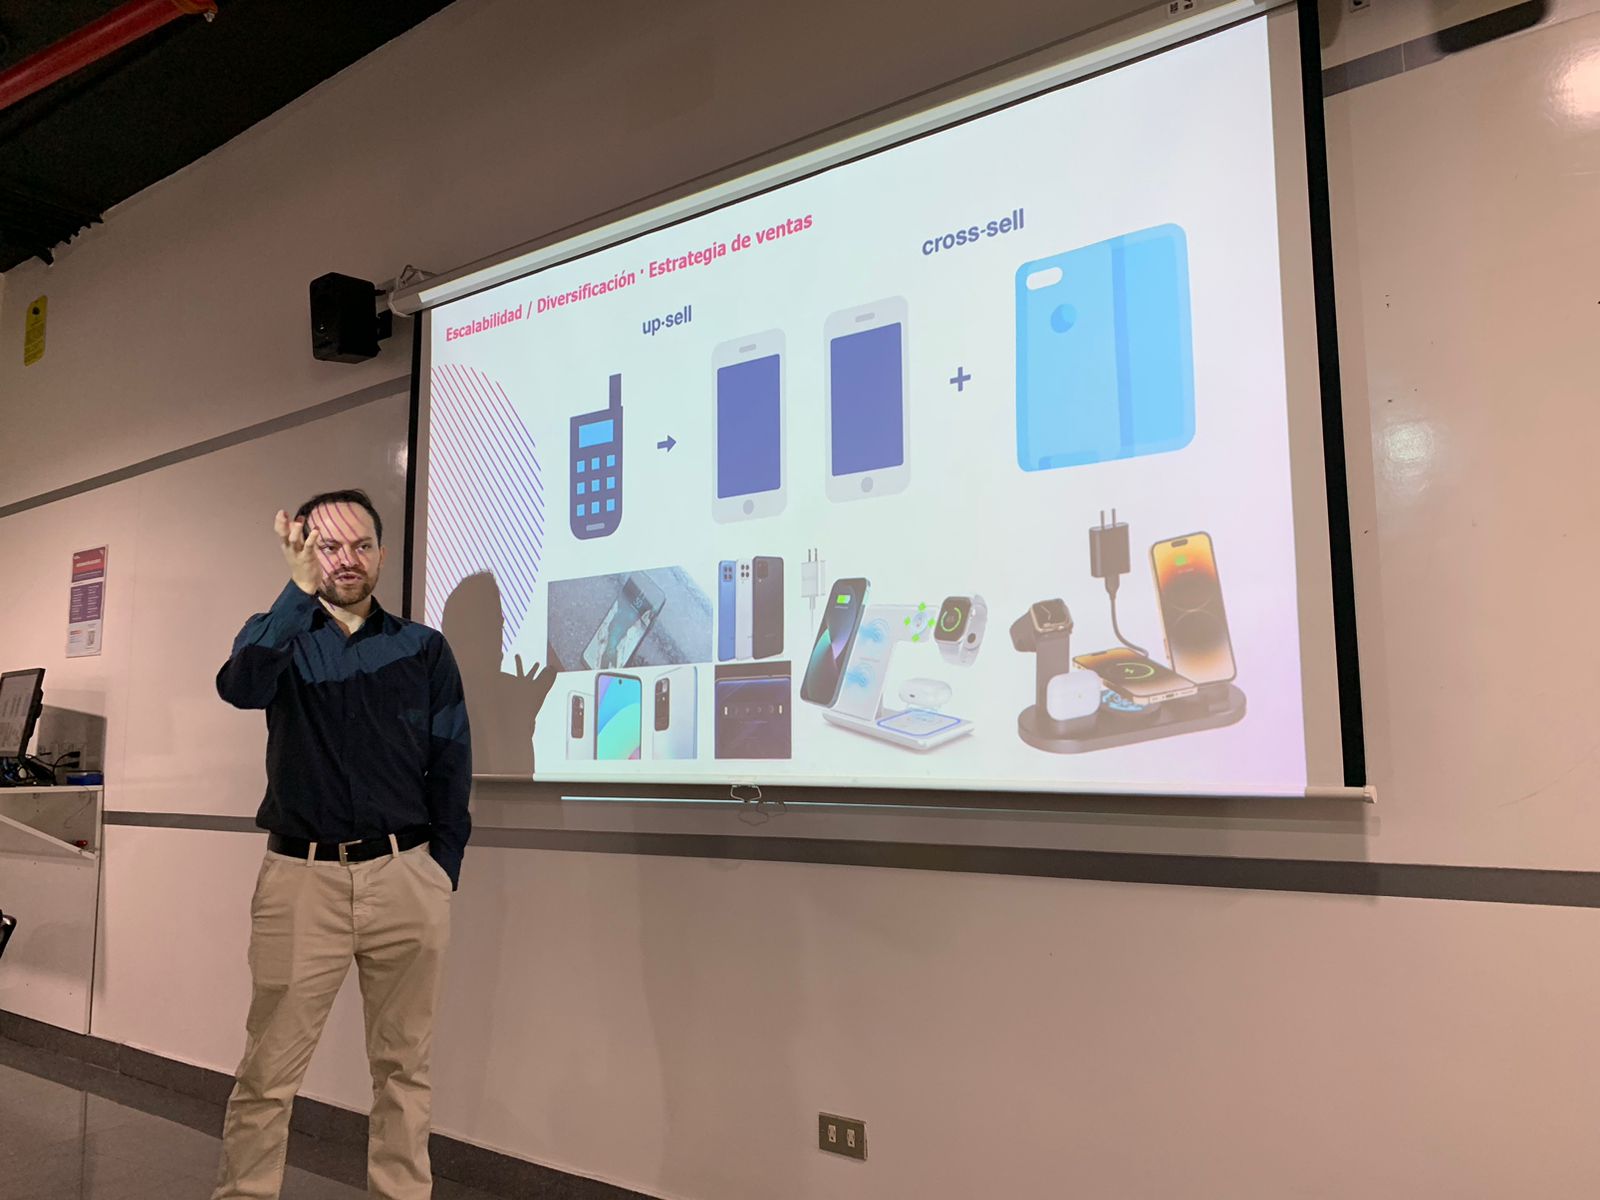 Escalabilidad / Diversificación · Estrategia de ventas
up·sell
cross-sell
+